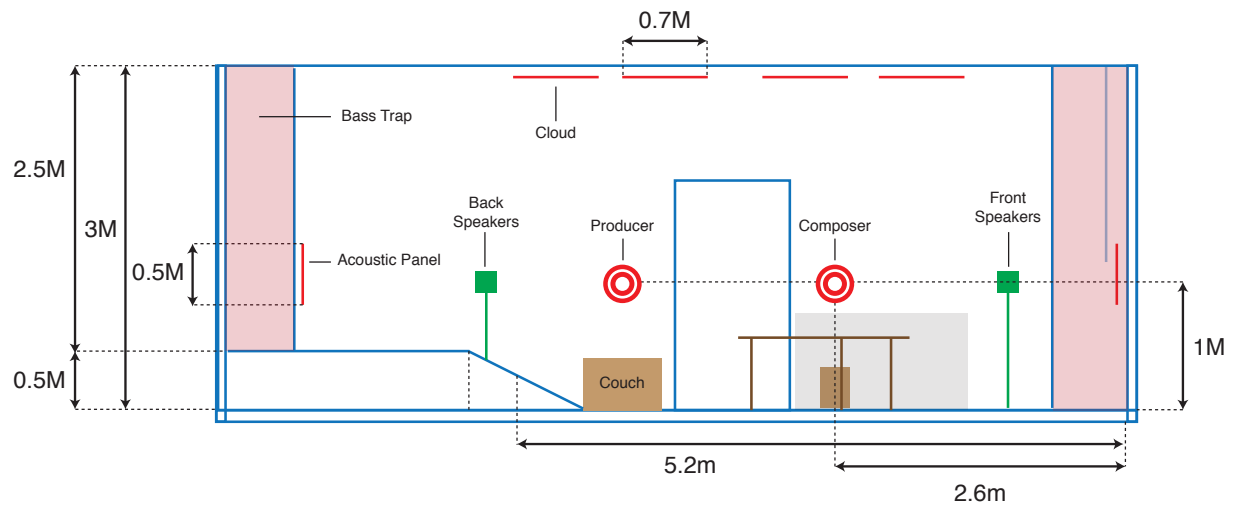 0.7M
Bass Trap
Cloud
2.5M
3M
Back
Speakers
Producer
Composer
Front
Speakers
0.5M
Acoustic Panel
1M
0.5M
Couch
5.2m
2.6m